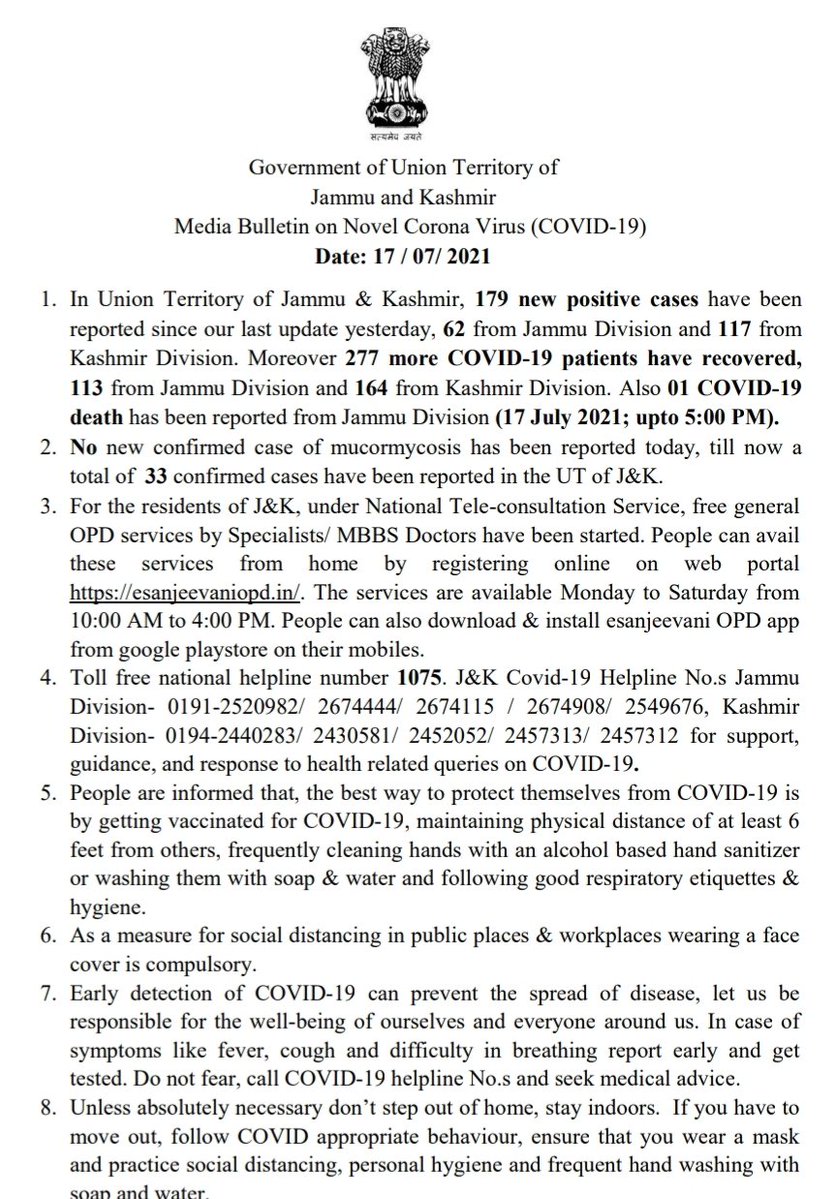 सत्यमेव जयते
Government of Union Territory of
Jammu and Kashmir
Media Bulletin on Novel Corona Virus (COVID-19)
Date: 17 / 07/ 2021
1. In Union Territory of Jammu & Kashmir, 179 new positive cases have been
reported since our last update yesterday, 62 from Jammu Division and 117 from
Kashmir Division. Moreover 277 more COVID-19 patients have recovered,
113 from Jammu Division and 164 from Kashmir Division. Also 01 COVID-19
death has been reported from Jammu Division (17 July 2021; upto 5:00 PM).
2. No new confirmed case of mucormycosis has been reported today, till now a
total of 33 confirmed cases have been reported in the UT of J&K.
3. For the residents of J&K, under National Tele-consultation Service, free general
OPD services by Specialists/ MBBS Doctors have been started. People can avail
these services from home by registering online on web portal
https://esanjeevaniopd.in/. The services are available Monday to Saturday from
10:00 AM to 4:00 PM. People can also download & install esanjeevani OPD app
from google playstore on their mobiles.
4. Toll free national helpline number 1075. J&K Covid-19 Helpline No.s Jammu
Division- 0191-2520982/ 2674444/ 2674115 / 2674908/ 2549676, Kashmir
Division- 0194-2440283/ 2430581/ 2452052/ 2457313/ 2457312 for support,
guidance, and response to health related queries on COVID-19.
5. People are informed that, the best way to protect themselves from COVID-19 is
by getting vaccinated for COVID-19, maintaining physical distance of at least 6
feet from others, frequently cleaning hands with an alcohol based hand sanitizer
or washing them with soap & water and following good respiratory etiquettes &
hygiene.
6. As a measure for social distancing in public places & workplaces wearing a face
cover is compulsory.
7. Early detection of COVID-19 can prevent the spread of disease, let us be
responsible for the well-being of ourselves and everyone around us. In case of
symptoms like fever, cough and difficulty in breathing report early and get
tested. Do not fear, call COVID-19 helpline No.s and seek medical advice.
8. Unless absolutely necessary don’t step out of home, stay indoors. If you have to
move out, follow COVID appropriate behaviour, ensure that you wear a mask
and practice social distancing, personal hygiene and frequent hand washing with
soap and water.